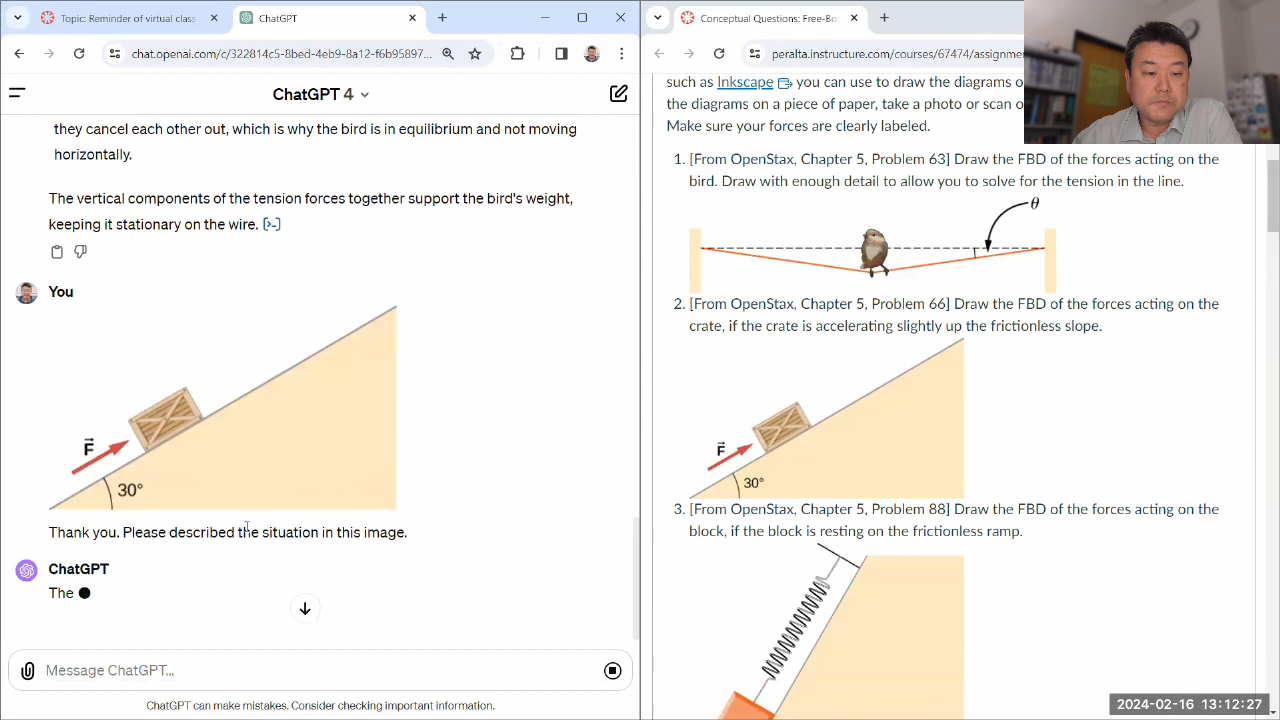 Topic: Reminder of virtual class
ChatGPT
chat.openai.com/c/322814c5-8bed-4eb9-8a12-f6b95897...
ChatGPT 4
they cancel each other out, which is why the bird is in equilibrium and not moving
horizontally.
The vertical components of the tension forces together support the bird's weight,
keeping it stationary on the wire. [>-]
You
F
30°
Thank you. Please described the situation in this image.
ChatGPT
The
Message ChatGPT...
ChatGPT can make mistakes. Consider checking important information.
Conceptual Questions: Free-Bo
peralta.instructure.com/courses/67474/assignme
such as Inkscape you can use to draw the diagrams o
the diagrams on a piece of paper, take a photo or scan o
Make sure your forces are clearly labeled.
1. [From OpenStax, Chapter 5, Problem 63] Draw the FBD of the forces acting on the
bird. Draw with enough detail to allow you to solve for the tension in the line.
θ
2. [From OpenStax, Chapter 5, Problem 66] Draw the FBD of the forces acting on the
crate, if the crate is accelerating slightly up the frictionless slope.
F
30°
3. [From OpenStax, Chapter 5, Problem 88] Draw the FBD of the forces acting on the
block, if the block is resting on the frictionless ramp.
2024-02-16 13:12:27